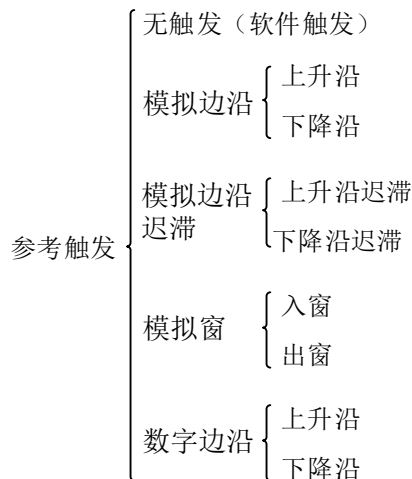 无触发（软件触发）
模拟边沿
上升沿
下降沿
模拟边沿
迟滞
上升沿迟滞
下降沿迟滞
参考触发
模拟窗
入窗
出窗
数字边沿
上升沿
下降沿